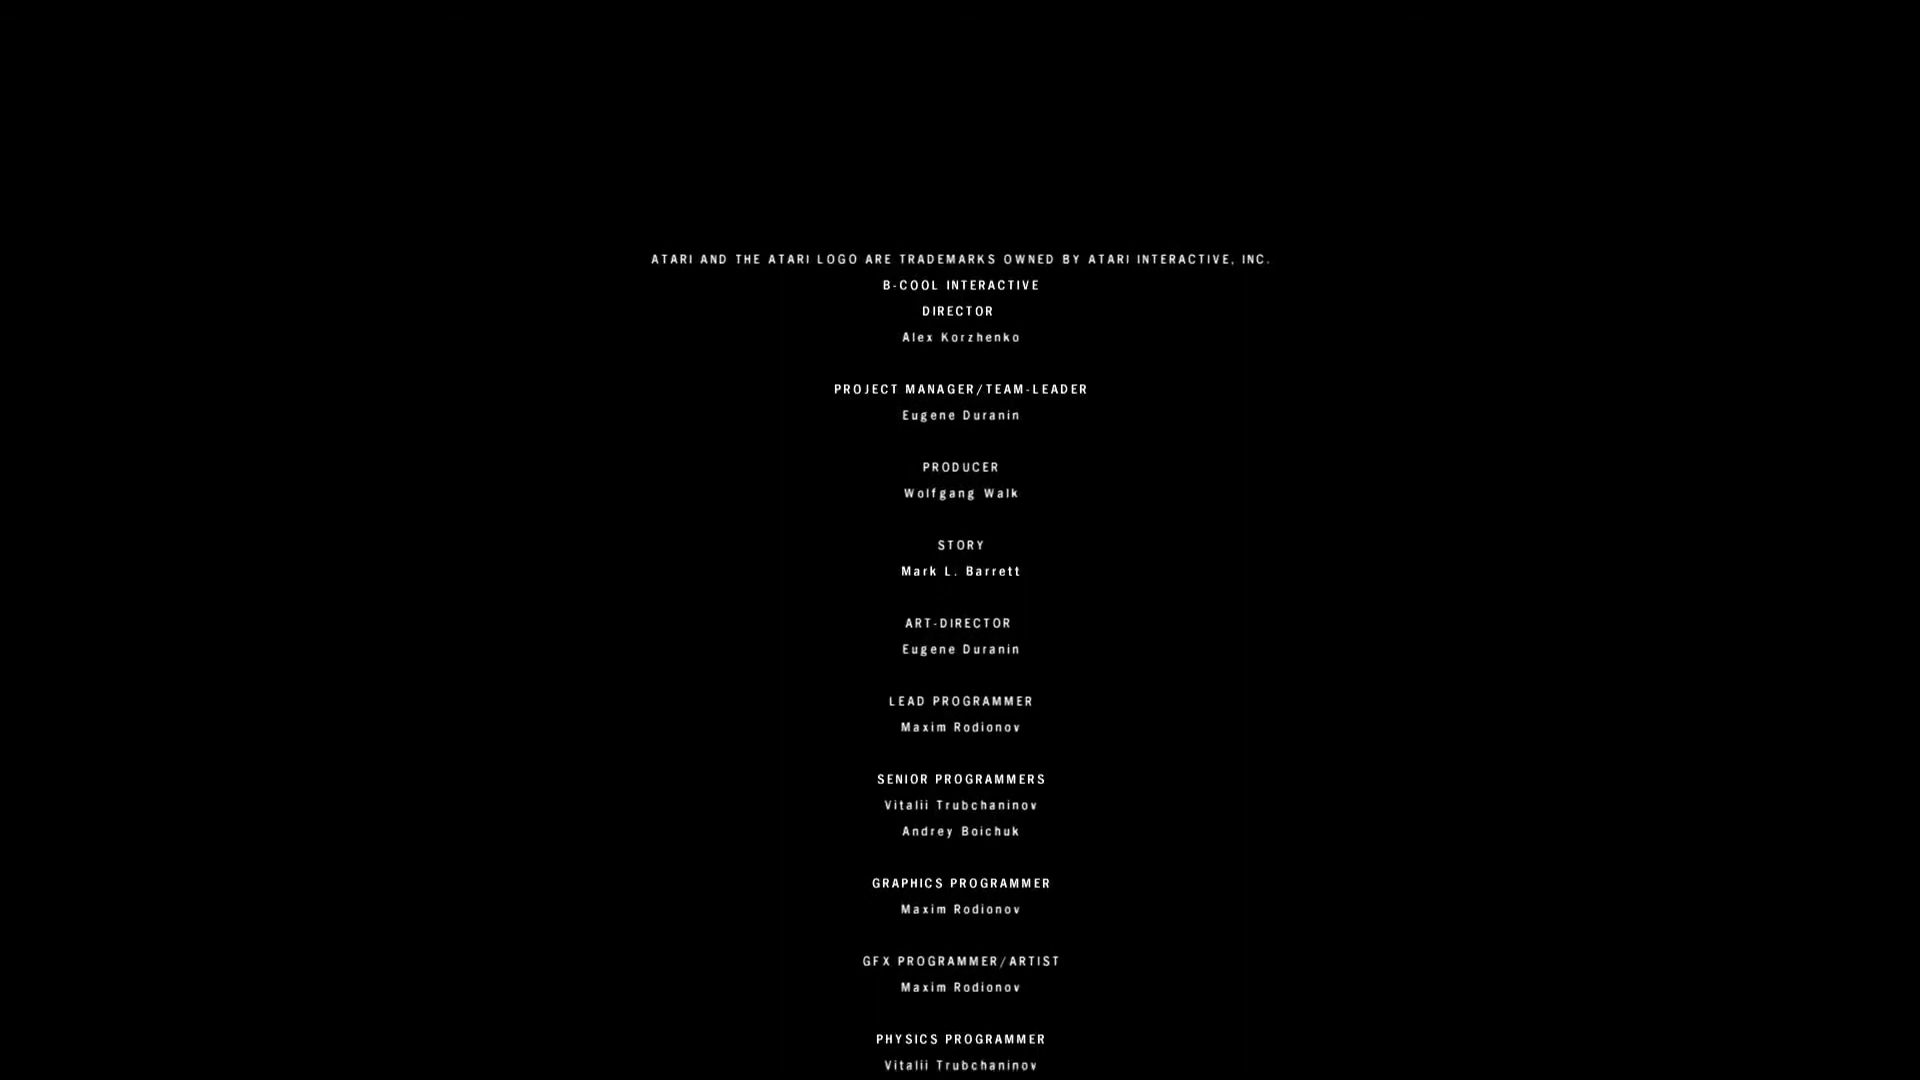 ATARI AND THE ATARI LOGO ARE TRADEMARKS OWNED BY ATARI INTERACTIVE, INC.
B-COOL INTERACTIVE
DIRECTOR
Alex Korzhenko
PROJECT MANAGER/TEAM-LEADER
Eugene Duranin
PRODUCER
Wolfgang Walk
STORY
Mark L. Barrett
ART-DIRECTOR
Eugene Duranin
LEAD PROGRAMMER
Maxim Rodionov
SENIOR PROGRAMMERS
Vitalii Trubchaninov
Andrey Boichuk
GRAPHICS PROGRAMMER
Maxim Rodionov
GFX PROGRAMMER/ARTIST
Maxim Rodionov
PHYSICS PROGRAMMER
Vitalii Trubchaninov